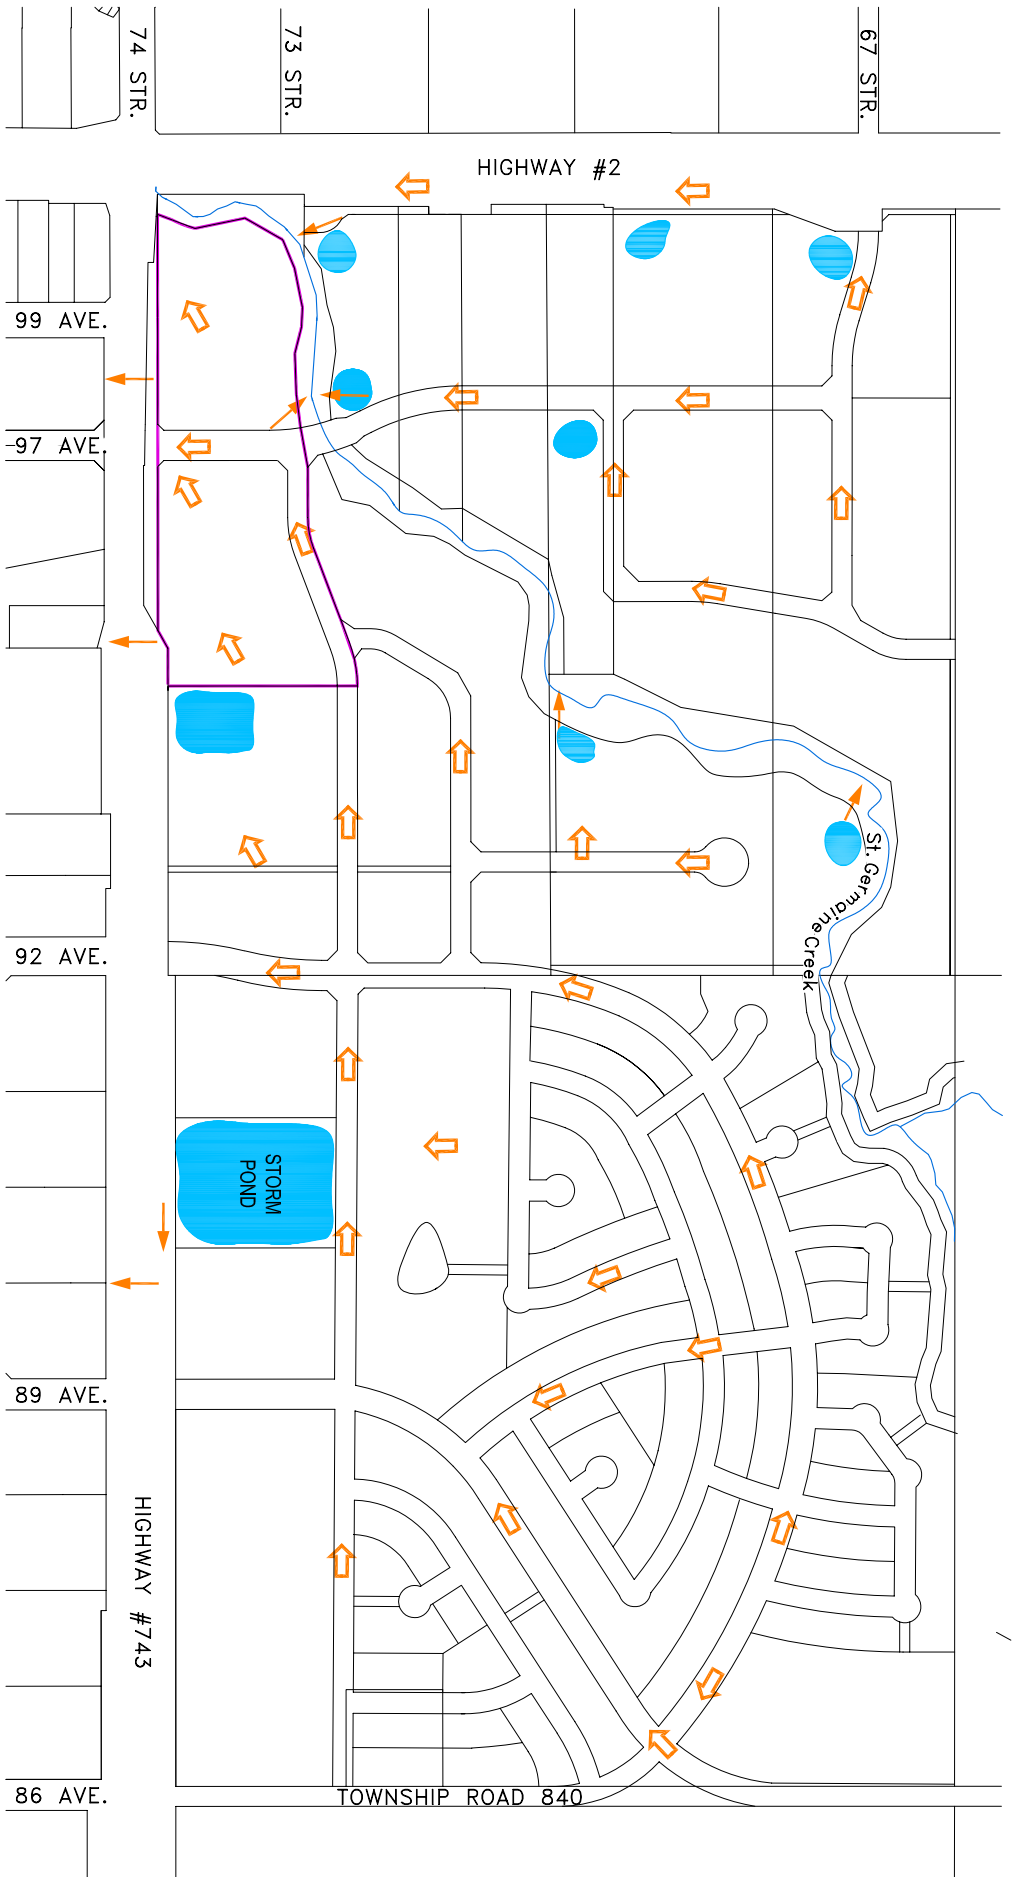 74 STR.
73 STR.
67 STR.
HIGHWAY #2
99 AVE.
97 AVE.
St. Germaine Creek
92 AVE.
STORM
POND
89 AVE.
HIGHWAY #743
86 AVE.
TOWNSHIP ROAD 840